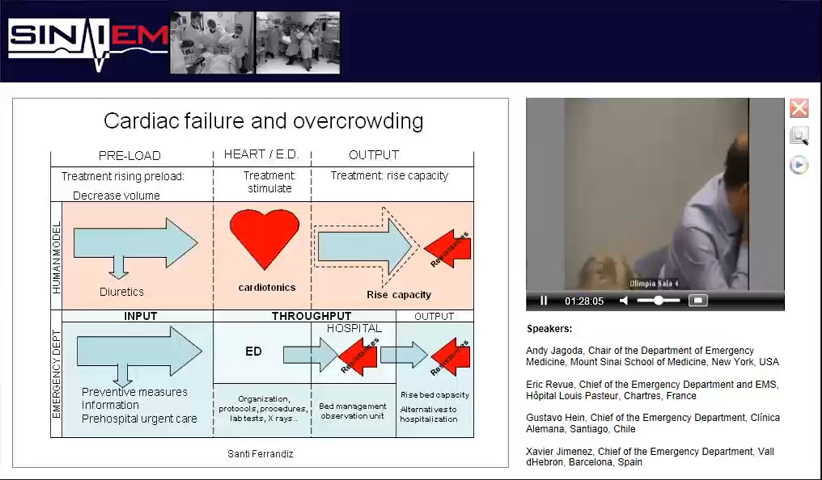 SINIEM
Cardiac failure and overcrowding
PRE-LOAD
HEART / E.D.
OUTPUT
Treatment rising preload:
Decrease volume
Treatment:
stimulate
Treatment: rise capacity
HUMAN MODEL
Diuretics
cardiotonics
Rise capacity
Resistances
INPUT
THROUGHPUT
OUTPUT
HOSPITAL
EMERGENCY DEPT
ED
Resistances
Resistances
Preventive measures
Information
Prehospital urgent care
Organization,
protocols, procedures,
lab tests, X rays..
Bed management
observation unit
Rise bed capacity
Alternatives to
hospitalization
Santi Ferrandiz
Olimpia Sala 4
01:28:05
Speakers:
Andy Jagoda, Chair of the Department of Emergency
Medicine, Mount Sinai School of Medicine, New York, USA
Eric Revue, Chief of the Emergency Department and EMS,
Hôpital Louis Pasteur, Chartres, France
Gustavo Hein, Chief of the Emergency Department, Clínica
Alemana, Santiago, Chile
Xavier Jimenez, Chief of the Emergency Department, Vall
dHebron, Barcelona, Spain